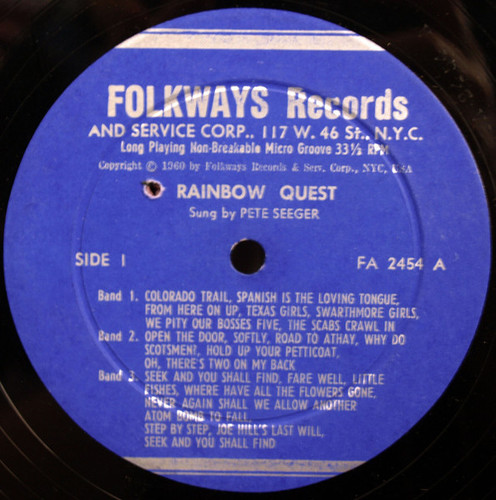 FOLKWAYS Records
AND SERVICE CORP., 117 W. 46 St., N.Y.C.
Long Playing Non-Breakable Micro Groove 33⅓ RPM
Copyright © 1960 by Folkways Records & Serv. Corp., NYC, USA
RAINBOW QUEST
Sung by PETE SEEGER
SIDE I
FA 2454 A
Band 1. COLORADO TRAIL, SPANISH IS THE LOVING TONGUE,
FROM HERE ON UP, TEXAS GIRLS, SWARTHMORE GIRLS,
WE PITY OUR BOSSES FIVE, THE SCABS CRAWL IN
Band 2. OPEN THE DOOR, SOFTLY, ROAD TO ATHAY, WHY DO
SCOTSMEN?, HOLD UP YOUR PETTICOAT,
OH, THERE'S TWO ON MY BACK
Band 3. SEEK AND YOU SHALL FIND, FARE WELL, LITTLE
FISHES, WHERE HAVE ALL THE FLOWERS GONE,
NEVER AGAIN SHALL WE ALLOW ANOTHER
ATOM BOMB TO FALL
STEP BY STEP, JOE HILL'S LAST WILL,
SEEK AND YOU SHALL FIND